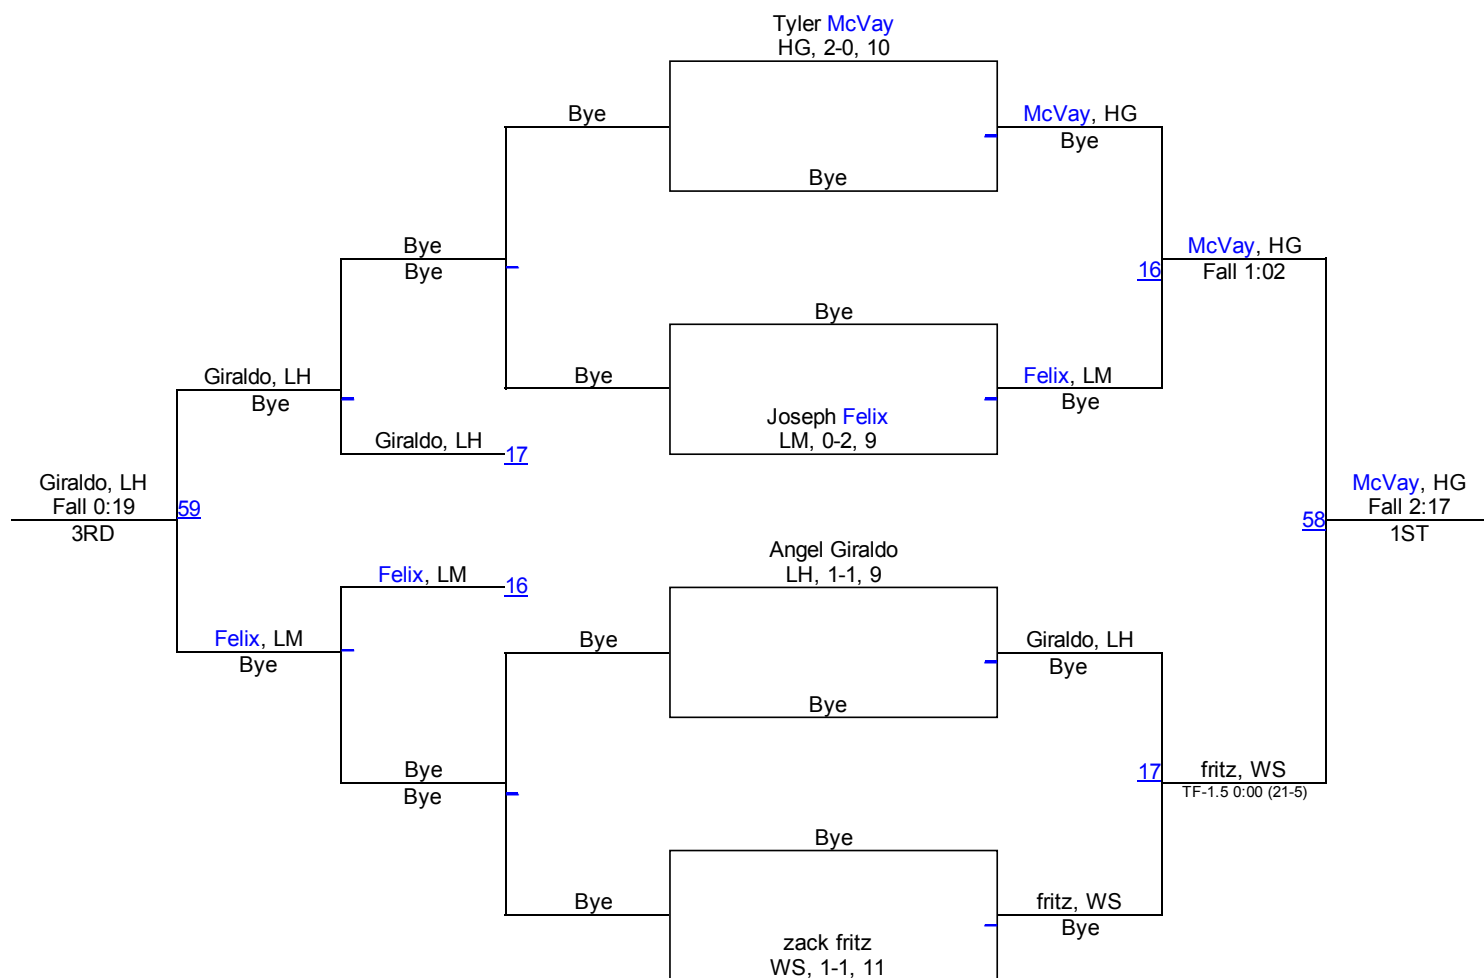 Tyler McVay
HG, 2-0, 10
Bye
McVay, HG
Bye
Bye
Bye
Bye
McVay, HG
16
Fall 1:02
Bye
Giraldo, LH
Bye
Bye
Felix, LM
Bye
Joseph Felix
LM, 0-2, 9
Giraldo, LH
17
Giraldo, LH
Fall 0:19
59
3RD
McVay, HG
Fall 2:17
58
1ST
Angel Giraldo
LH, 1-1, 9
Felix, LM
16
Felix, LM
Bye
Bye
Giraldo, LH
Bye
Bye
Bye
Bye
17
fritz, WS
TF-1.5 0:00 (21-5)
Bye
Bye
fritz, WS
Bye
zack fritz
WS, 1-1, 11